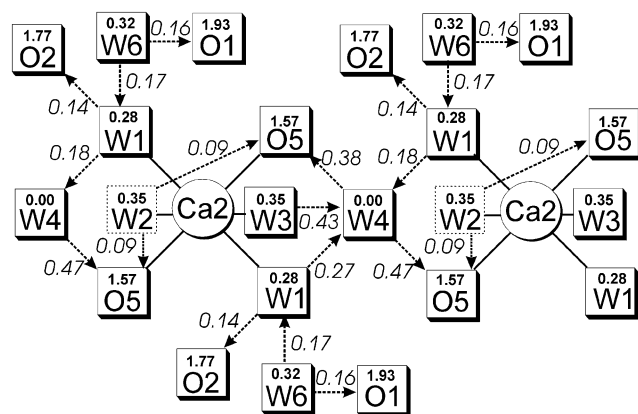 1.77 O2
0.32 W6
0.16
1.93 O1
1.77 O2
0.32 W6
0.16
1.93 O1
0.14
0.17
0.14
0.17
0.28 W1
1.57 O5
0.28 W1
1.57 O5
0.18
0.09
0.38
0.18
0.09
0.00 W4
0.35 W2
Ca2
0.35 W3
0.43
0.00 W4
0.35 W2
Ca2
0.35 W3
0.47
0.09
0.27
0.47
0.09
1.57 O5
0.28 W1
1.57 O5
0.28 W1
0.14
0.17
1.77 O2
0.32 W6
0.16
1.93 O1